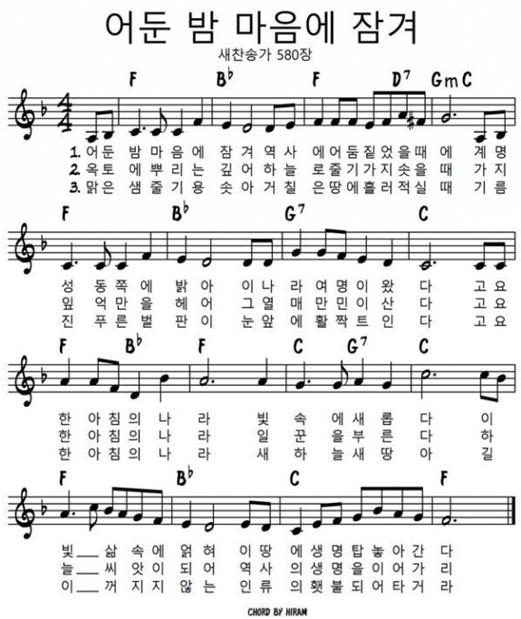 어둔 밤 마음에 잠겨
새찬송가 580장
F B♭ F D7 Gm C
4/4
1. 어둔 밤 마음에 잠겨 역사 에어둠짙었을때 에 계명
2. 옥토 에뿌리는 깊어하늘 로줄기가지솟을 때 가지
3. 맑은 샘줄기용 솟아거칠 은땅에흘러적실 때 기름
F B♭ G7 C
성 동쪽에 밝아 이나 라여명이왔 다 고요
잎 억만을 헤어 그열 매만민이산 다 고요
진 푸른벌 판이 눈앞 에활짝트인 다 고요
F B♭ F C G7 C
한 아침의 나 라 빛 속 에새 롭 다 이
한 아침의 나 라 일 꾼 을부 른 다 하
한 아침의 나 라 새 하 늘새 땅 아 길
F B♭ C F
빛__ 삶 속에 얽혀 이땅 에생명탑놓아간 다
늘__ 씨 앗이 되어 역사 의생명을이어가 리
이__ 꺼 지지 않는 인류 의횃불되어타거 라
CHORD BY HIRAM